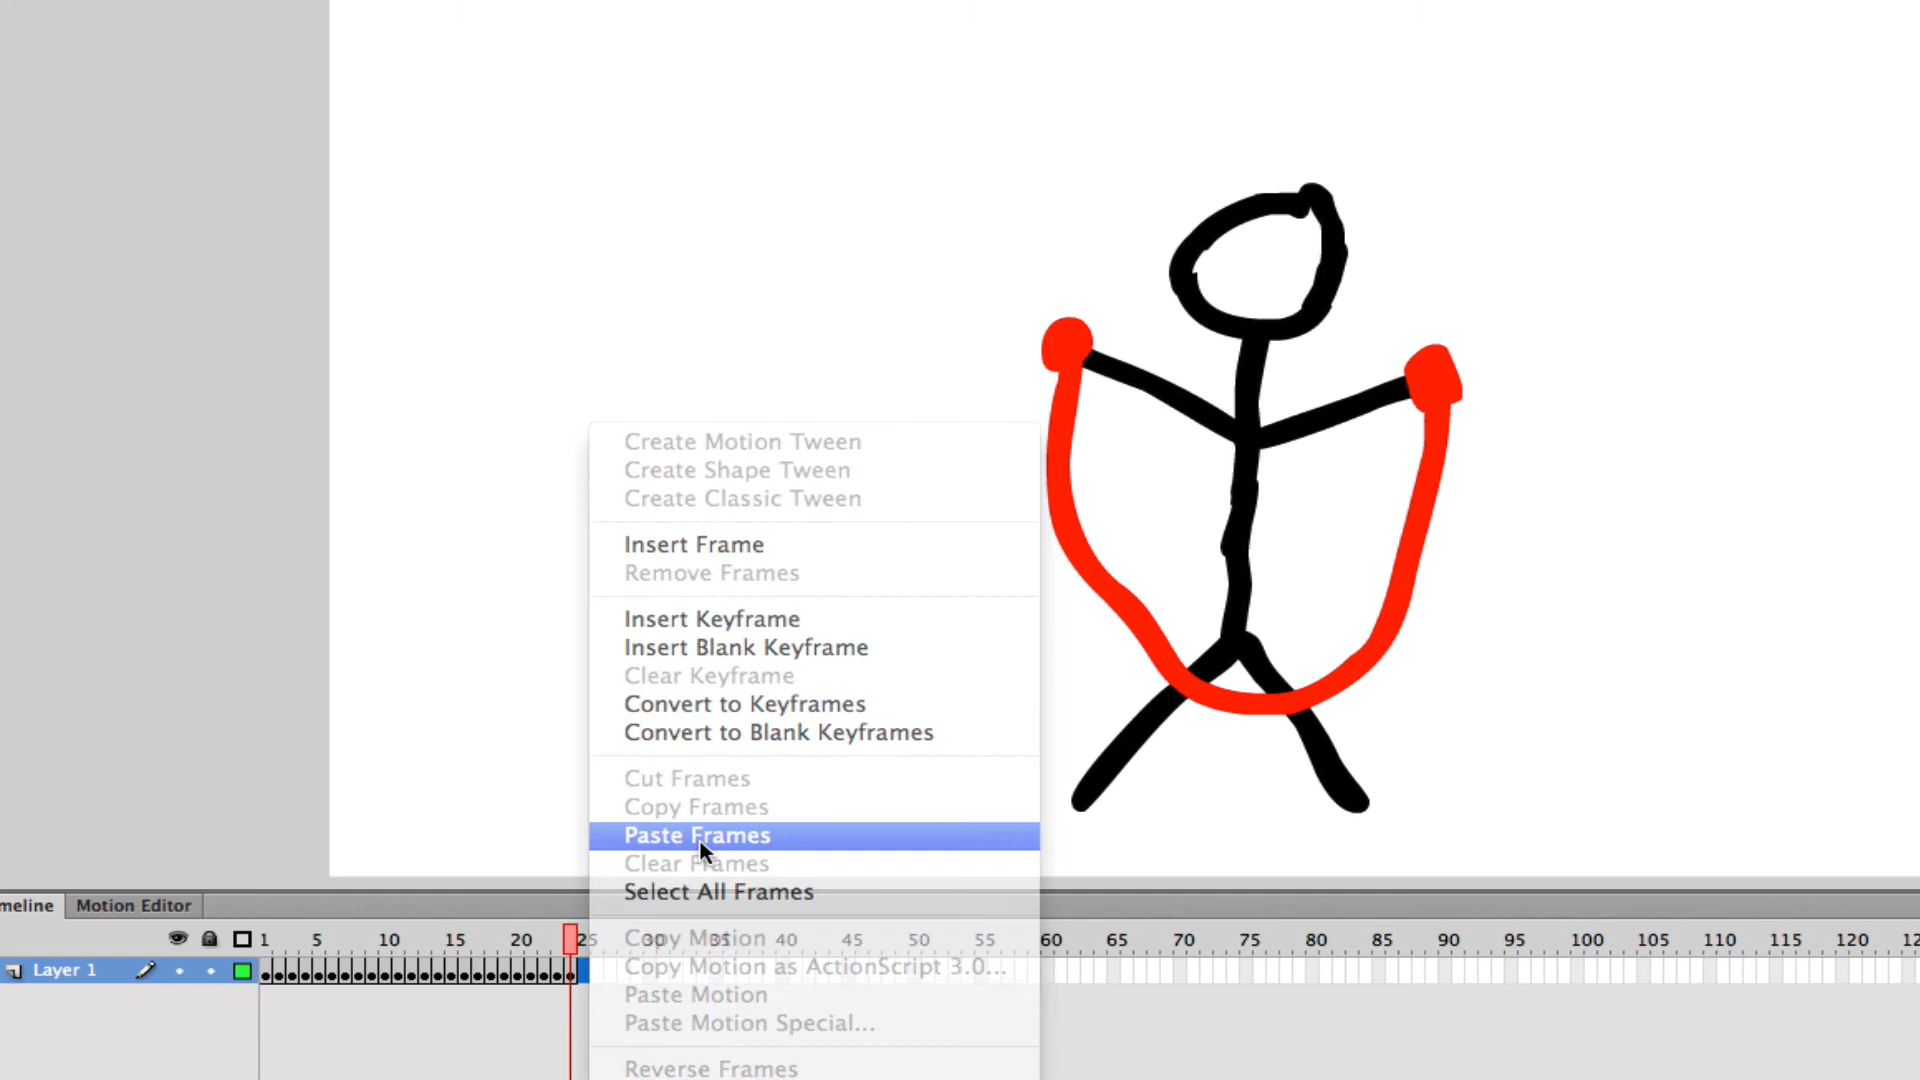 Create Motion Tween
Create Shape Tween
Create Classic Tween
Insert Frame
Remove Frames
Insert Keyframe
Insert Blank Keyframe
Clear Keyframe
Convert to Keyframes
Convert to Blank Keyframes
Cut Frames
Copy Frames
Paste Frames
Clear Frames
Select All Frames
Copy Motion
Copy Motion as ActionScript 3.0...
Paste Motion
Paste Motion Special...
Reverse Frames
meline Motion Editor
1 5 10 15 20 25 30 35 40 45 50 55 60 65 70 75 80 85 90 95 100 105 110 115 120 12
Layer 1